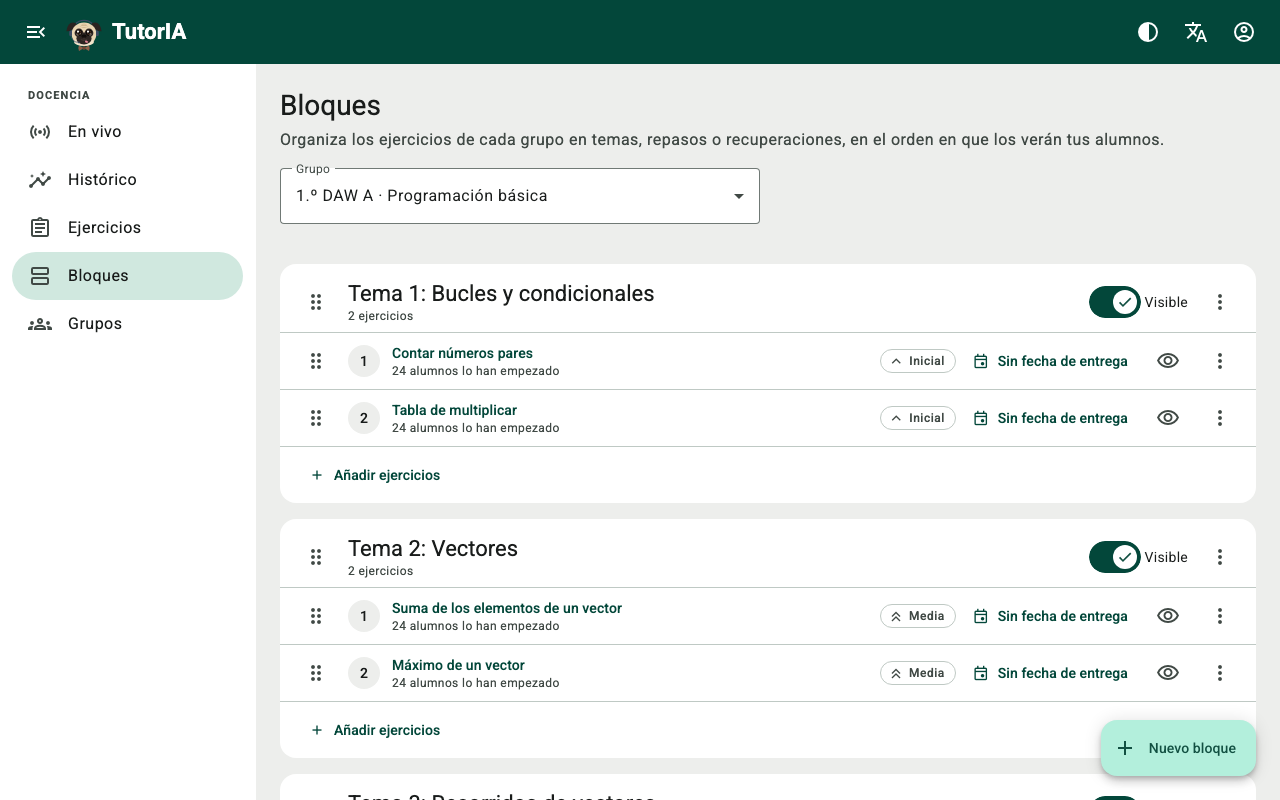 TutorIA
DOCENCIA
En vivo
Histórico
Ejercicios
Bloques
Grupos
Bloques
Organiza los ejercicios de cada grupo en temas, repasos o recuperaciones, en el orden en que los verán tus alumnos.
Grupo
1.º DAW A · Programación básica
Tema 1: Bucles y condicionales
2 ejercicios
Visible
1
Contar números pares
24 alumnos lo han empezado
Inicial
Sin fecha de entrega
2
Tabla de multiplicar
24 alumnos lo han empezado
Inicial
Sin fecha de entrega
Añadir ejercicios
Tema 2: Vectores
2 ejercicios
Visible
1
Suma de los elementos de un vector
24 alumnos lo han empezado
Media
Sin fecha de entrega
2
Máximo de un vector
24 alumnos lo han empezado
Media
Sin fecha de entrega
Añadir ejercicios
Nuevo bloque
Tema 3: Recorridos de vectores